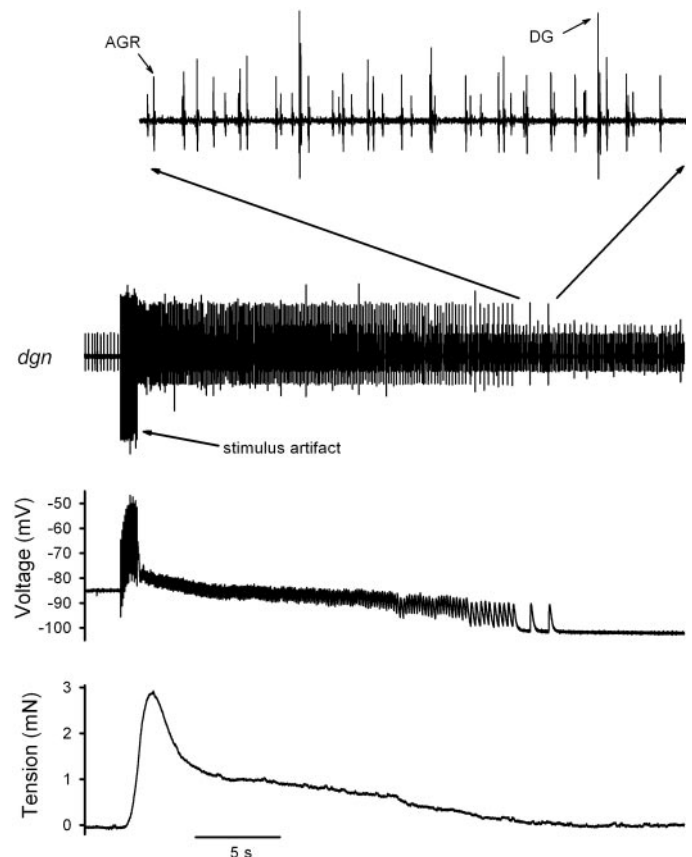 AGR
DG
dgn
stimulus artifact
Voltage (mV)
-50
-60
-70
-80
-90
-100
Tension (mN)
3
2
1
0
5 s